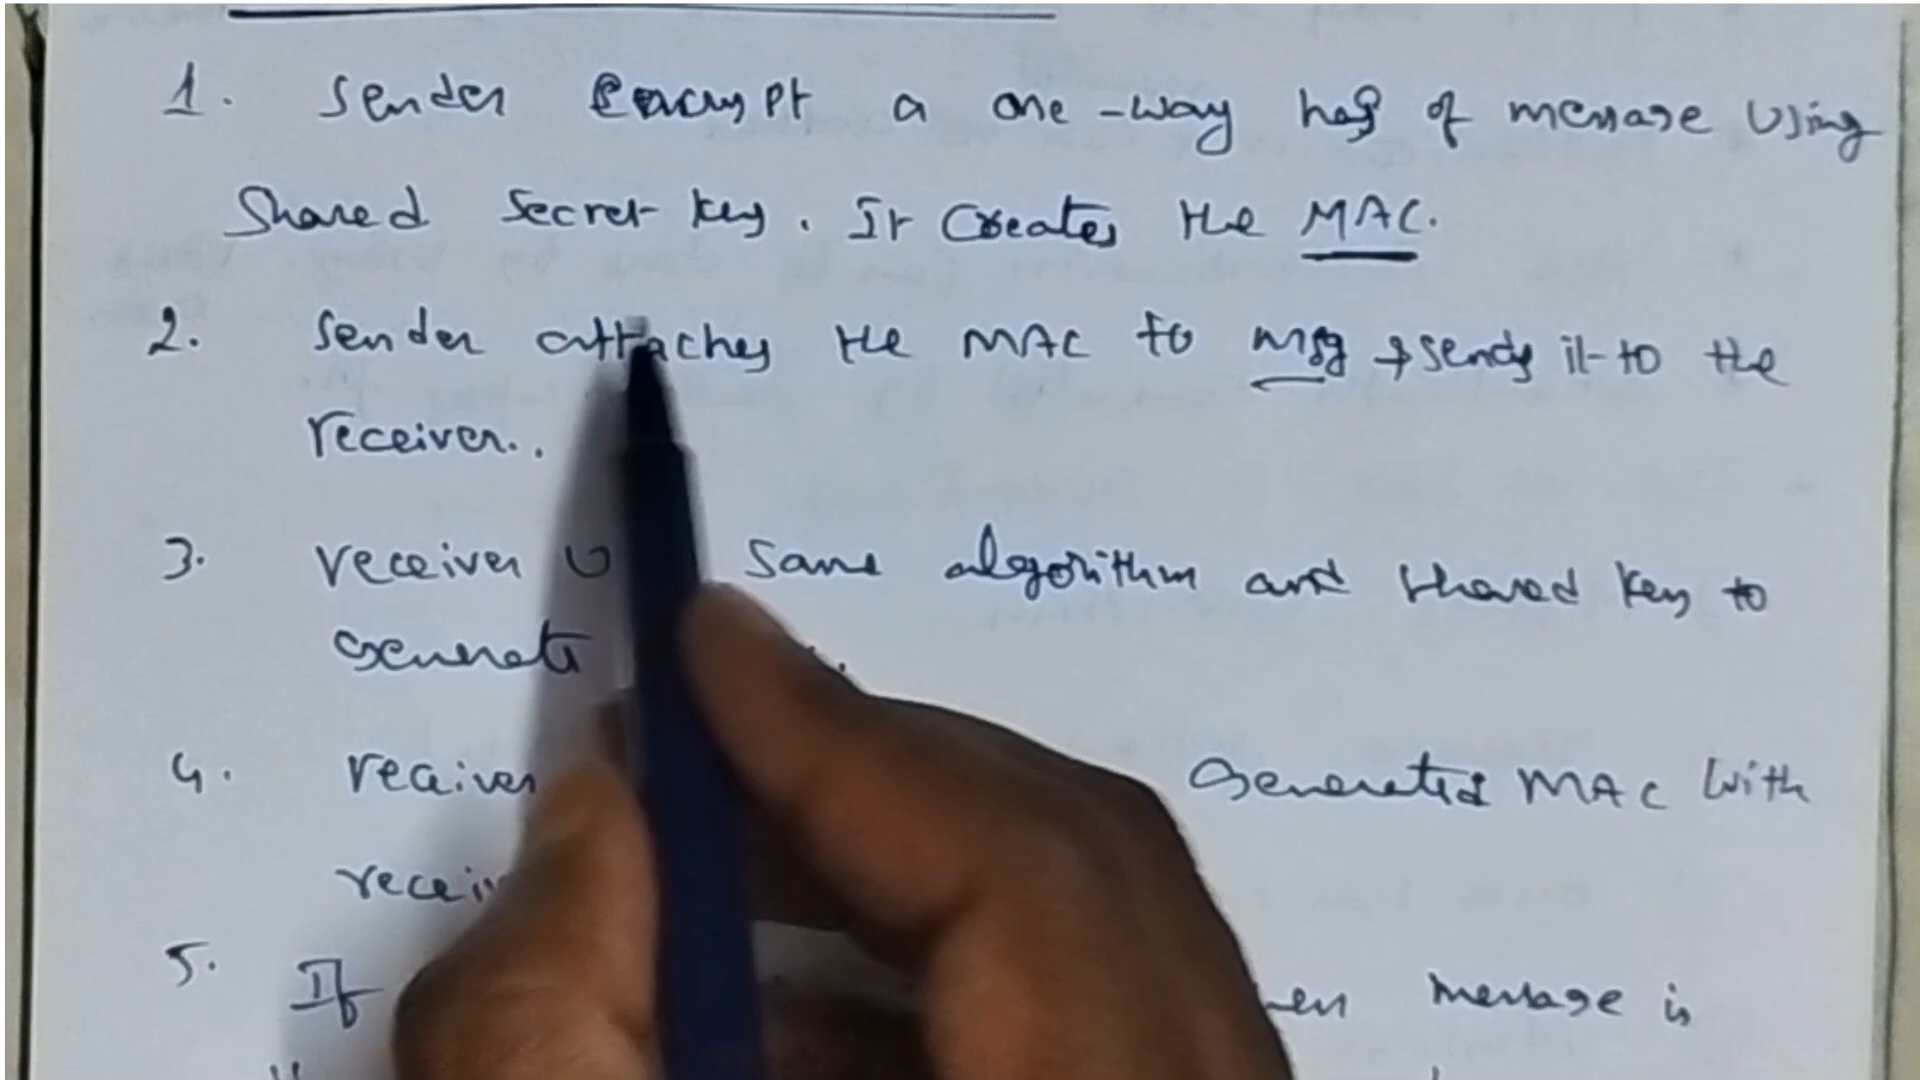 1. Sender Encrypt a one-way hash of message using
Shared secret key. It Creates the MAC.
2. Sender attaches the MAC to msg + sends it to the
receiver..
3. receiver same algorithm and shared key to
generate
4. receiver Generated MAC with
5. If message is